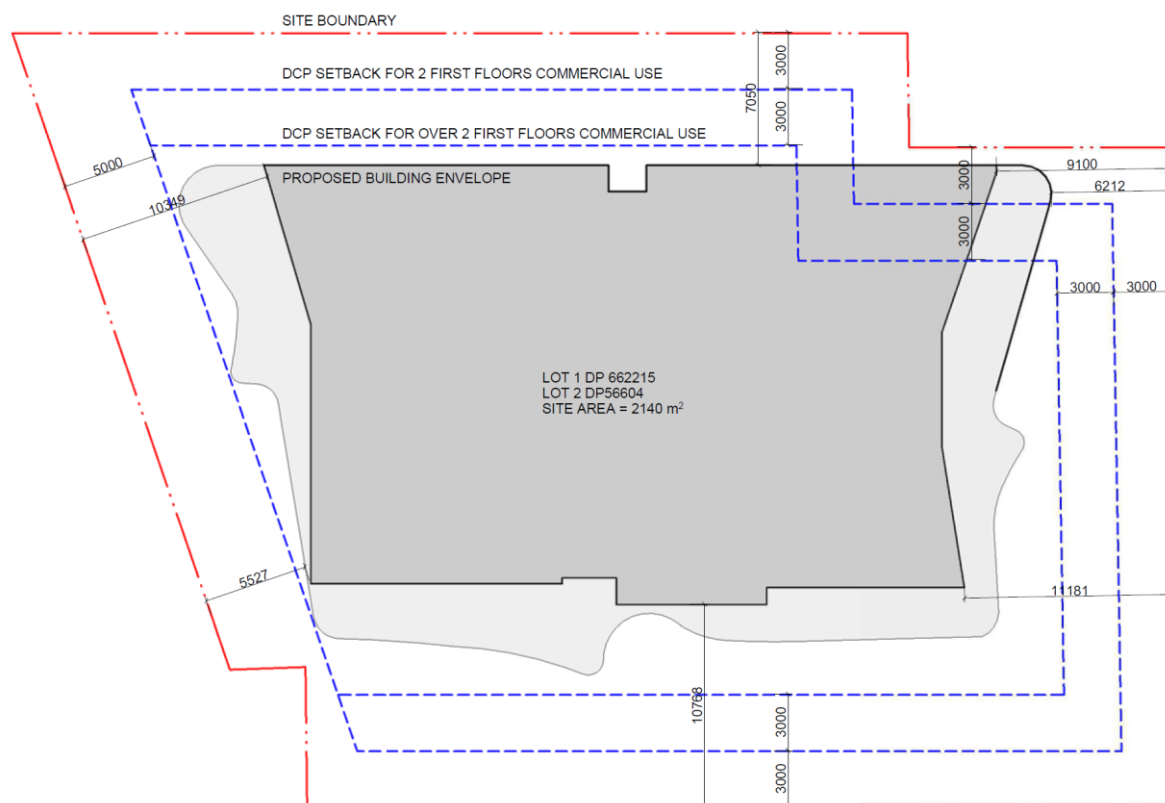 SITE BOUNDARY
3000
DCP SETBACK FOR 2 FIRST FLOORS COMMERCIAL USE
7050
3000
DCP SETBACK FOR OVER 2 FIRST FLOORS COMMERCIAL USE
5000
PROPOSED BUILDING ENVELOPE
3000
9100
6212
10349
3000
3000
3000
LOT 1 DP 662215
LOT 2 DP56604
SITE AREA = 2140 m²
5527
11181
10768
3000
3000